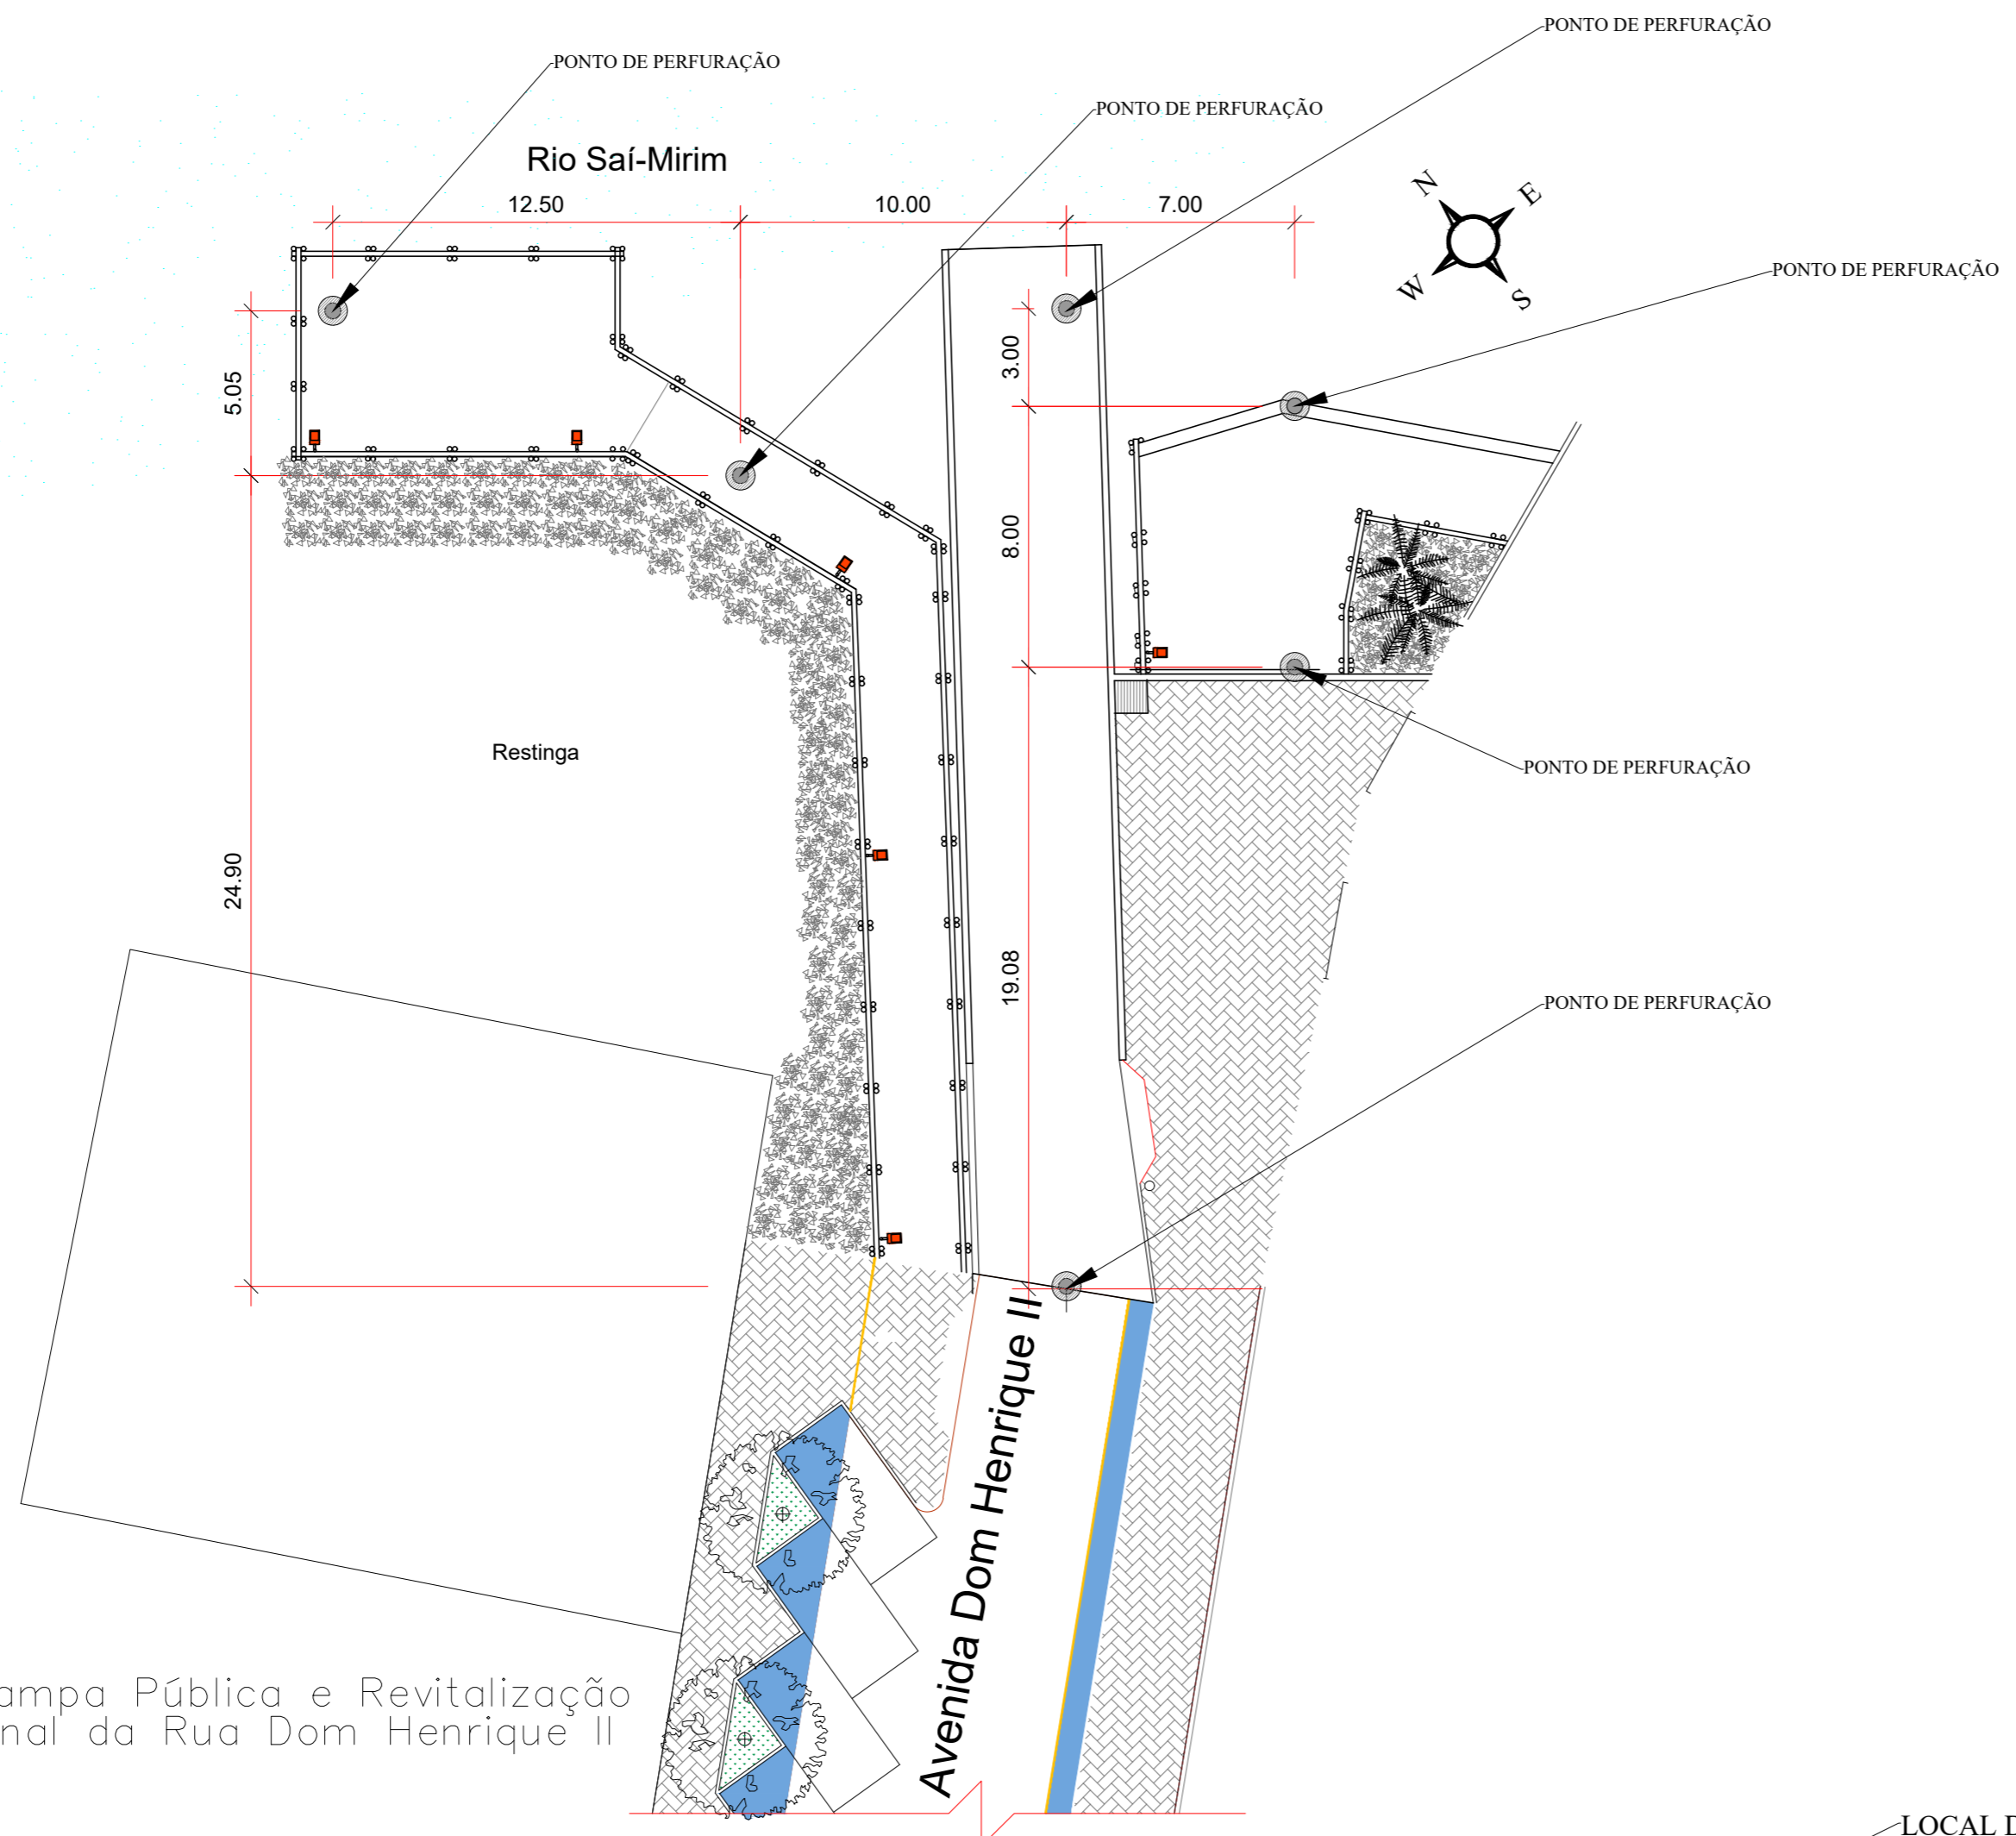 PONTO DE PERFURAÇÃO
PONTO DE PERFURAÇÃO
PONTO DE PERFURAÇÃO
Rio Saí-Mirim
12.50
10.00
7.00
N
E
W
S
PONTO DE PERFURAÇÃO
5.05
3.00
8.00
Restinga
PONTO DE PERFURAÇÃO
24.90
19.08
PONTO DE PERFURAÇÃO
Avenida Dom Henrique II
ampa Pública e Revitalização
nal da Rua Dom Henrique II
LOCAL D